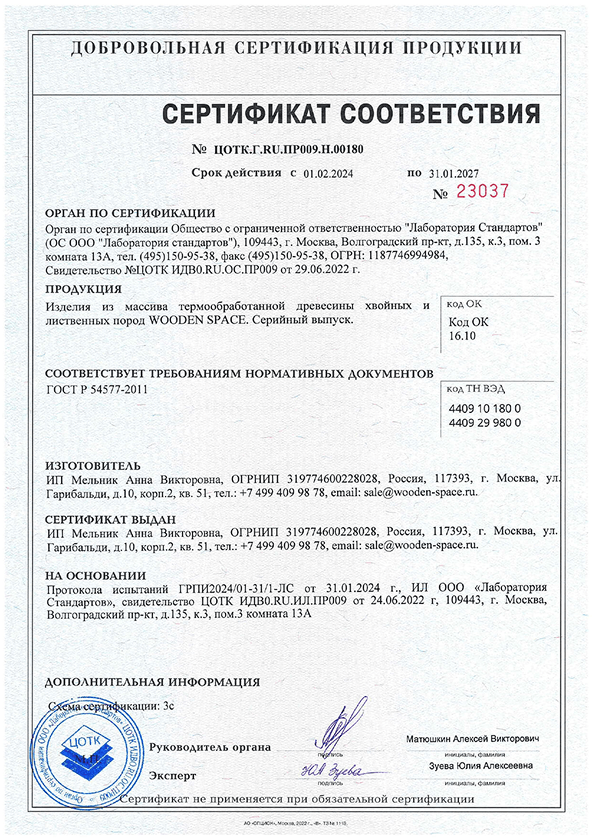 ДОБРОВОЛЬНАЯ СЕРТИФИКАЦИЯ ПРОДУКЦИИ
СЕРТИФИКАТ СООТВЕТСТВИЯ
№ ЦОТК.Г.RU.ПР009.Н.00180
Срок действия с 01.02.2024 по 31.01.2027
№ 23037
ОРГАН ПО СЕРТИФИКАЦИИ
Орган по сертификации Общество с ограниченной ответственностью "Лаборатория Стандартов"
(ОС ООО "Лаборатория стандартов"), 109443, г. Москва, Волгоградский пр-кт, д.135, к.3, пом. 3
комната 13А, тел. (495)150-95-38, факс (495)150-95-38, ОГРН: 1187746994984,
Свидетельство №ЦОТК ИДВ0.RU.ОС.ПР009 от 29.06.2022 г.
ПРОДУКЦИЯ
Изделия из массива термообработанной древесины хвойных и
лиственных пород WOODEN SPACE. Серийный выпуск.
код ОК
Код ОК
16.10
СООТВЕТСТВУЕТ ТРЕБОВАНИЯМ НОРМАТИВНЫХ ДОКУМЕНТОВ
ГОСТ Р 54577-2011
код ТН ВЭД
4409 10 180 0
4409 29 980 0
ИЗГОТОВИТЕЛЬ
ИП Мельник Анна Викторовна, ОГРНИП 319774600228028, Россия, 117393, г. Москва, ул.
Гарибальди, д.10, корп.2, кв. 51, тел.: +7 499 409 98 78, email: sale@wooden-space.ru.
СЕРТИФИКАТ ВЫДАН
ИП Мельник Анна Викторовна, ОГРНИП 319774600228028, Россия, 117393, г. Москва, ул.
Гарибальди, д.10, корп.2, кв. 51, тел.: +7 499 409 98 78, email: sale@wooden-space.ru.
НА ОСНОВАНИИ
Протокола испытаний ГРПИ2024/01-31/1-ЛС от 31.01.2024 г., ИЛ ООО «Лаборатория
Стандартов», свидетельство ЦОТК ИДВ0.RU.ИЛ.ПР009 от 24.06.2022 г, 109443, г. Москва,
Волгоградский пр-кт, д.135, к.3, пом.3 комната 13А
ДОПОЛНИТЕЛЬНАЯ ИНФОРМАЦИЯ
Схема сертификации: 3с
ЦОТК
Руководитель органа
подпись
Матюшкин Алексей Викторович
инициалы, фамилия
Эксперт
Ю.А Зуева
подпись
Зуева Юлия Алексеевна
инициалы, фамилия
Сертификат не применяется при обязательной сертификации